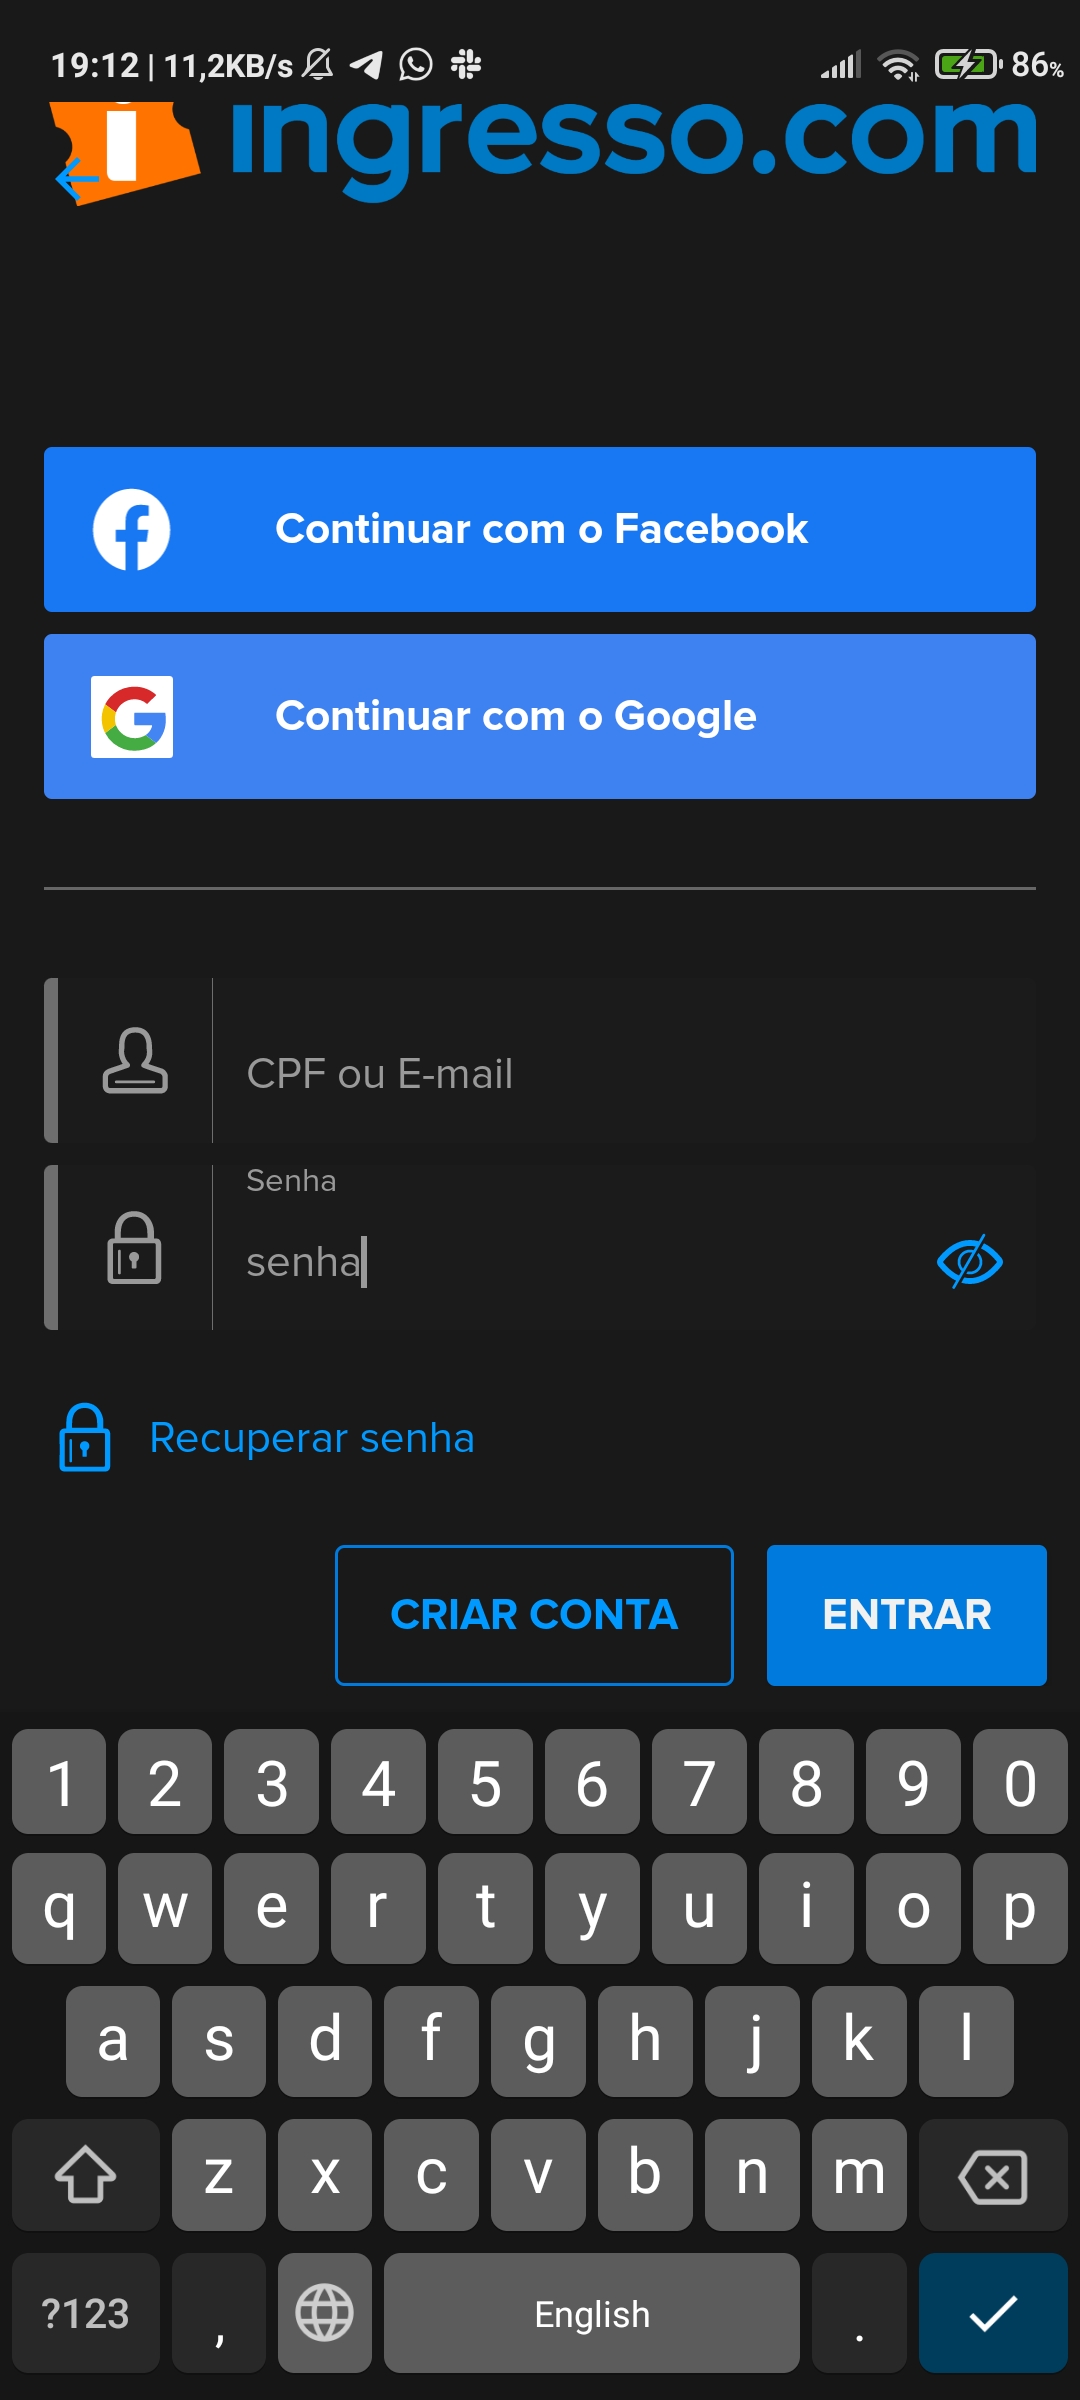 19:12 | 11,2KB/s 86%
ingresso.com
Continuar com o Facebook
Continuar com o Google
CPF ou E-mail
Senha
senha
Recuperar senha
CRIAR CONTA ENTRAR
1 2 3 4 5 6 7 8 9 0
q w e r t y u i o p
a s d f g h j k l
z x c v b n m
?123 , English .